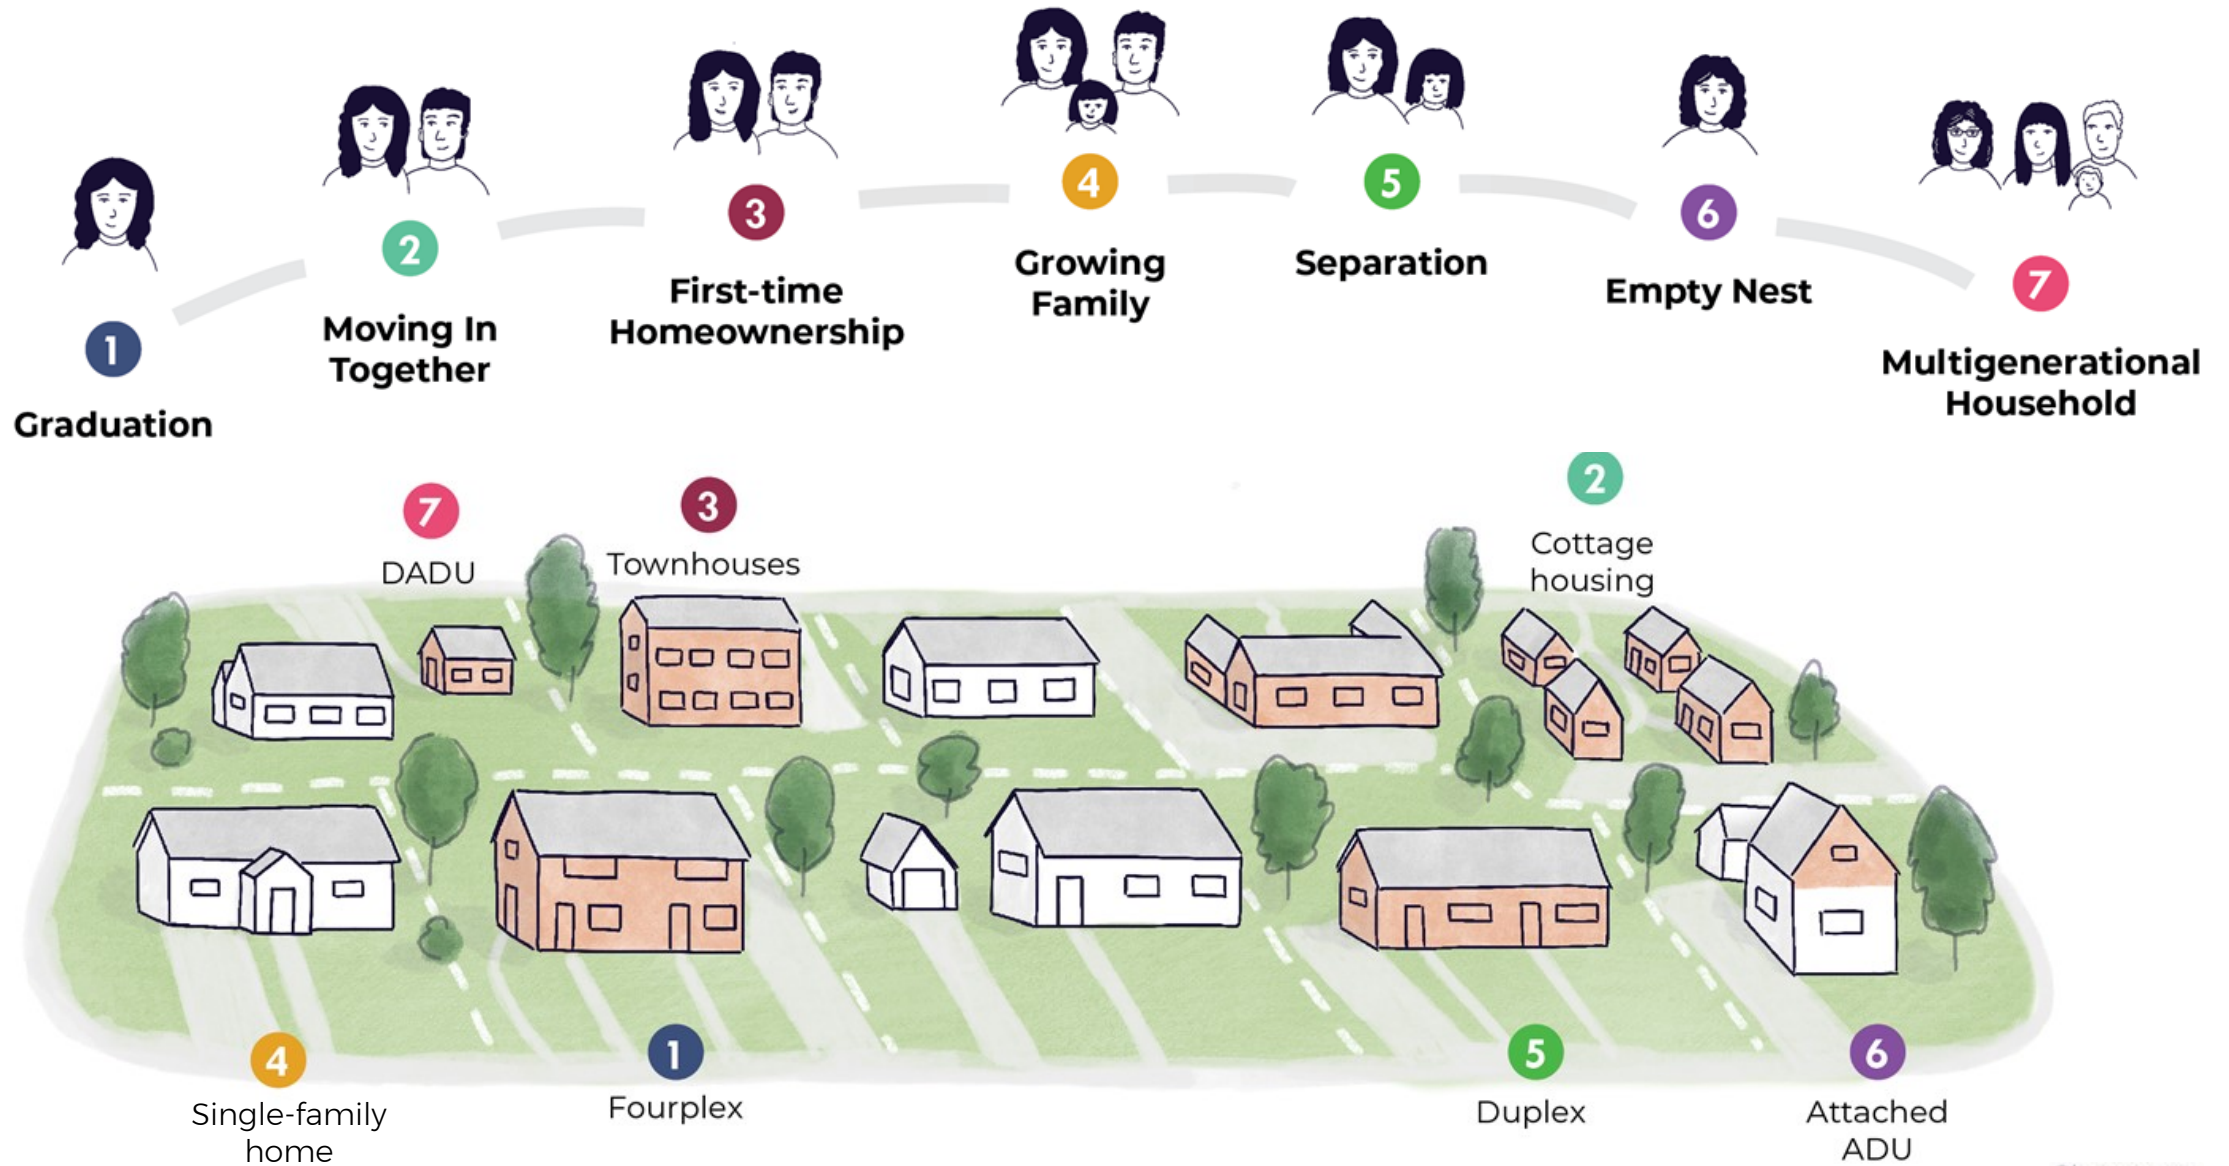 1
Graduation
2
Moving In
Together
3
First-time
Homeownership
4
Growing
Family
5
Separation
6
Empty Nest
7
Multigenerational
Household
7
DADU
3
Townhouses
2
Cottage
housing
4
Single-family
home
1
Fourplex
5
Duplex
6
Attached
ADU